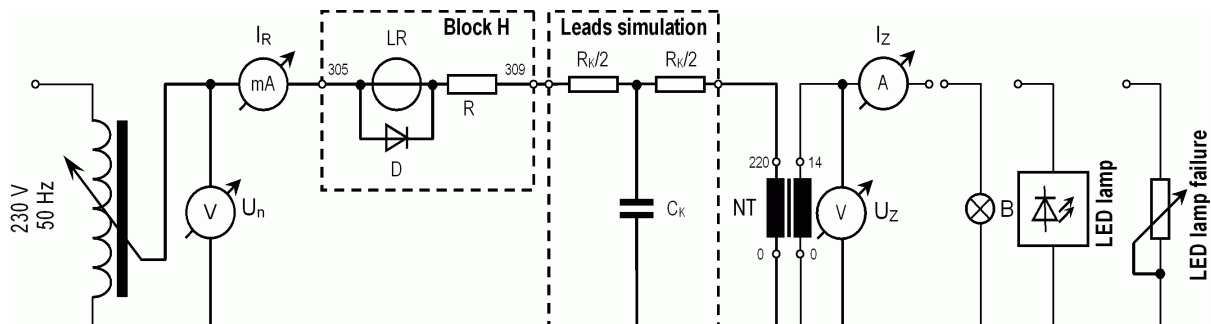 Block H
Leads simulation
I_R
LR
I_Z
R_K/2
R_K/2
305
309
mA
A
R
D
220
14
230 V
50 Hz
V
U_n
C_K
NT
V
U_Z
B
LED lamp
LED lamp failure
0
0